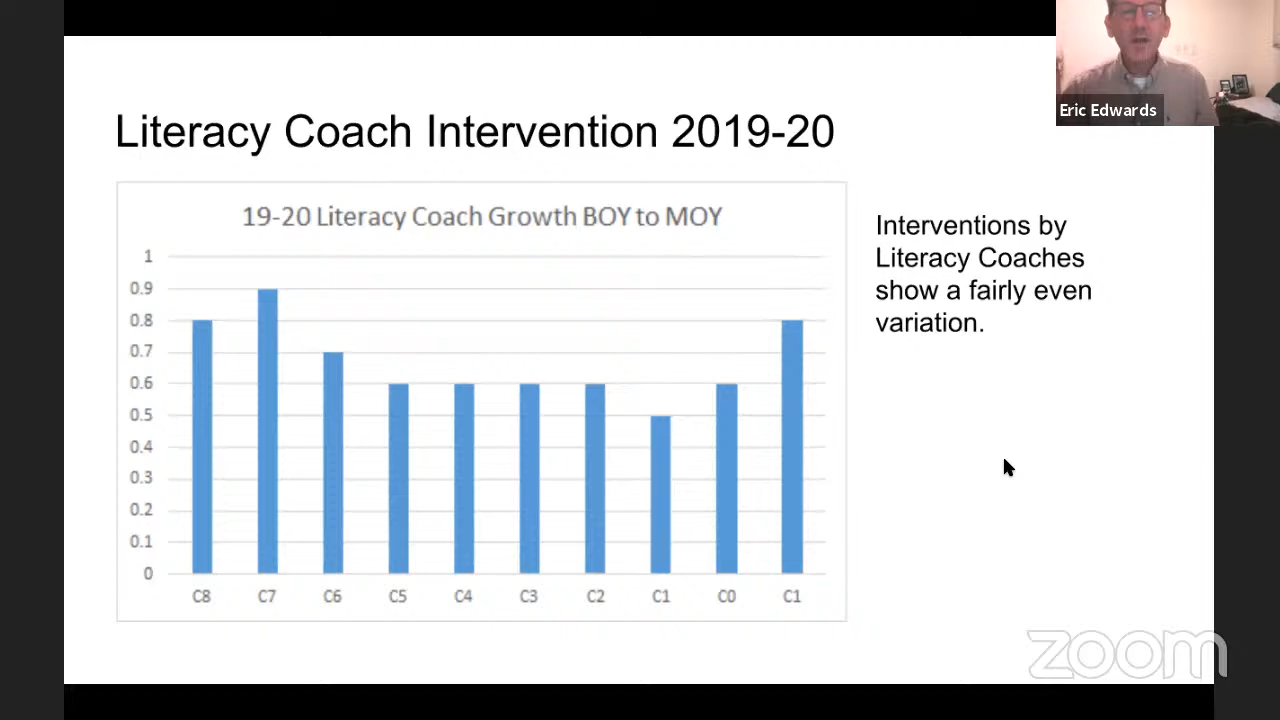 Eric Edwards
Literacy Coach Intervention 2019-20
19-20 Literacy Coach Growth BOY to MOY
1
0.9
0.8
0.7
0.6
0.5
0.4
0.3
0.2
0.1
0
C8 C7 C6 C5 C4 C3 C2 C1 C0 C1
Interventions by
Literacy Coaches
show a fairly even
variation.
zoom